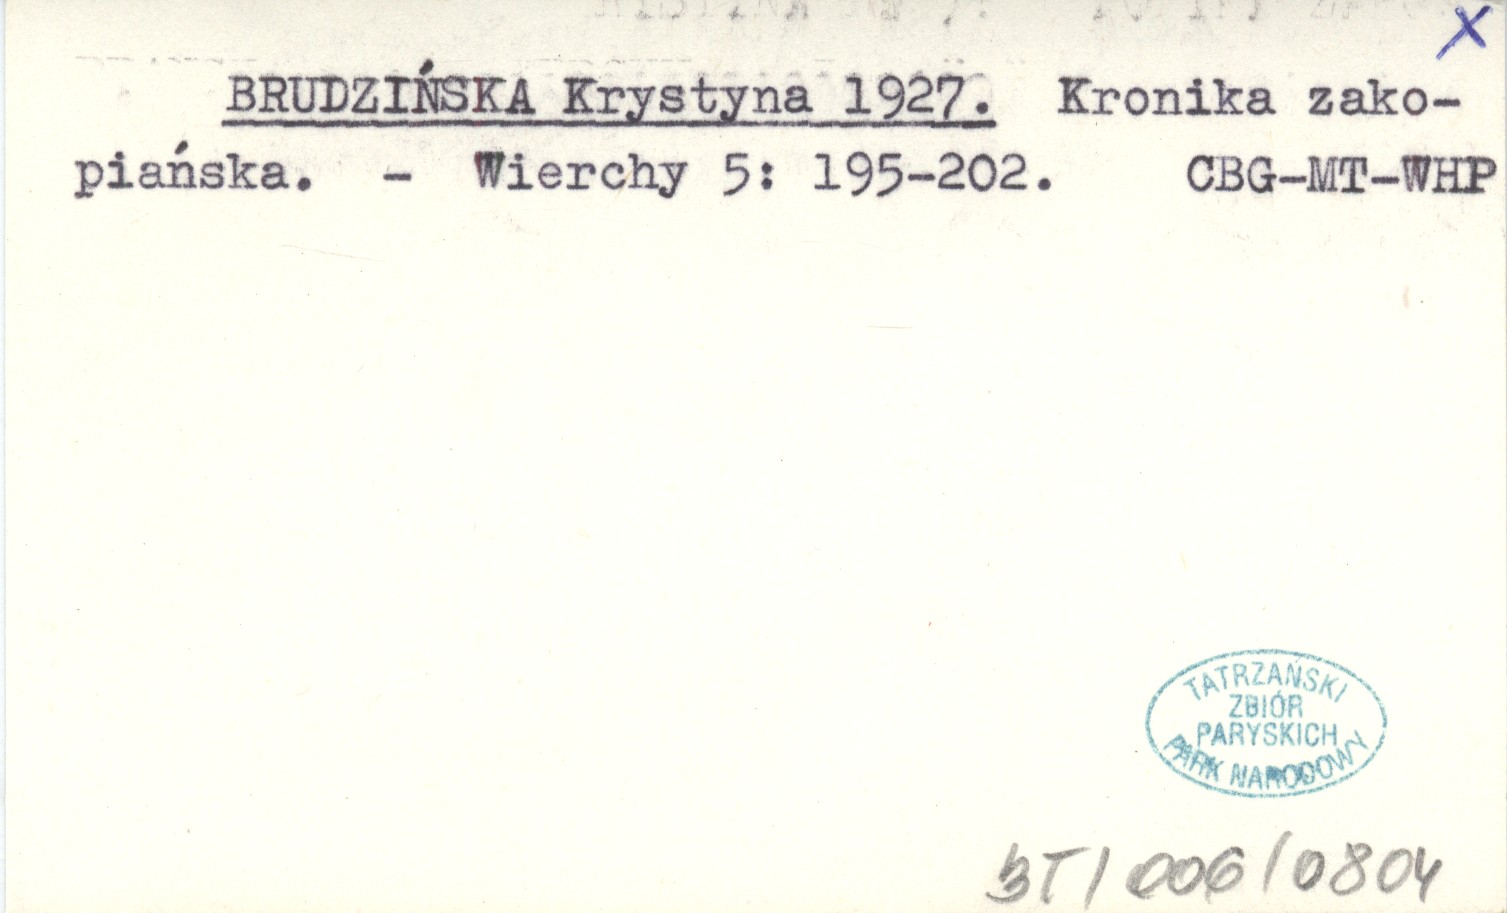 X
BRUDZIŃSKA Krystyna 1927. Kronika zako-
piańska. - Wierchy 5: 195-202. CBG-MT-WHP
TATRZAŃSKI
ZBIÓR
PARYSKICH
PARK NARODOWY
BT/006/0804